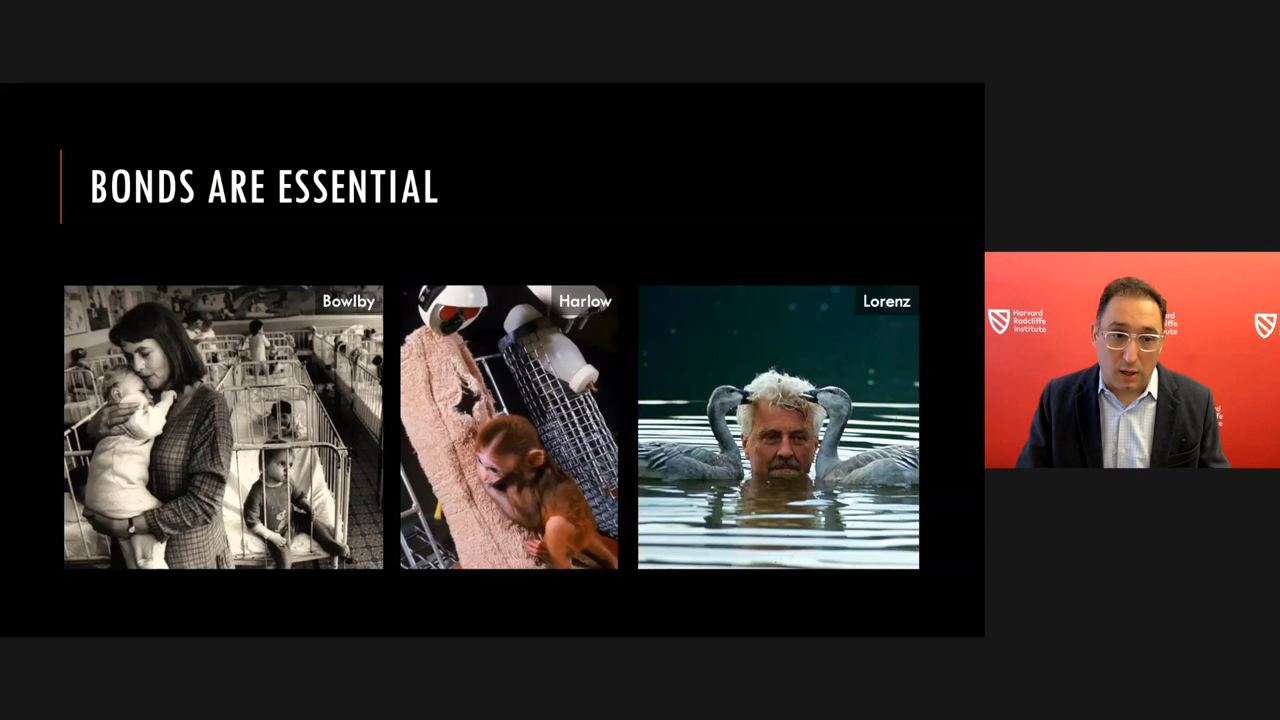 BONDS ARE ESSENTIAL
Bowlby
Harlow
Lorenz
Harvard
Radcliffe
Institute